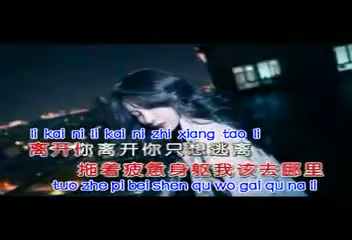 li kai ni li kai ni zhi xiang tao li
离开你离开你只想逃离
拖着疲惫身躯我该去哪里
tuo zhe pi bei shen qu wo gai qu na li